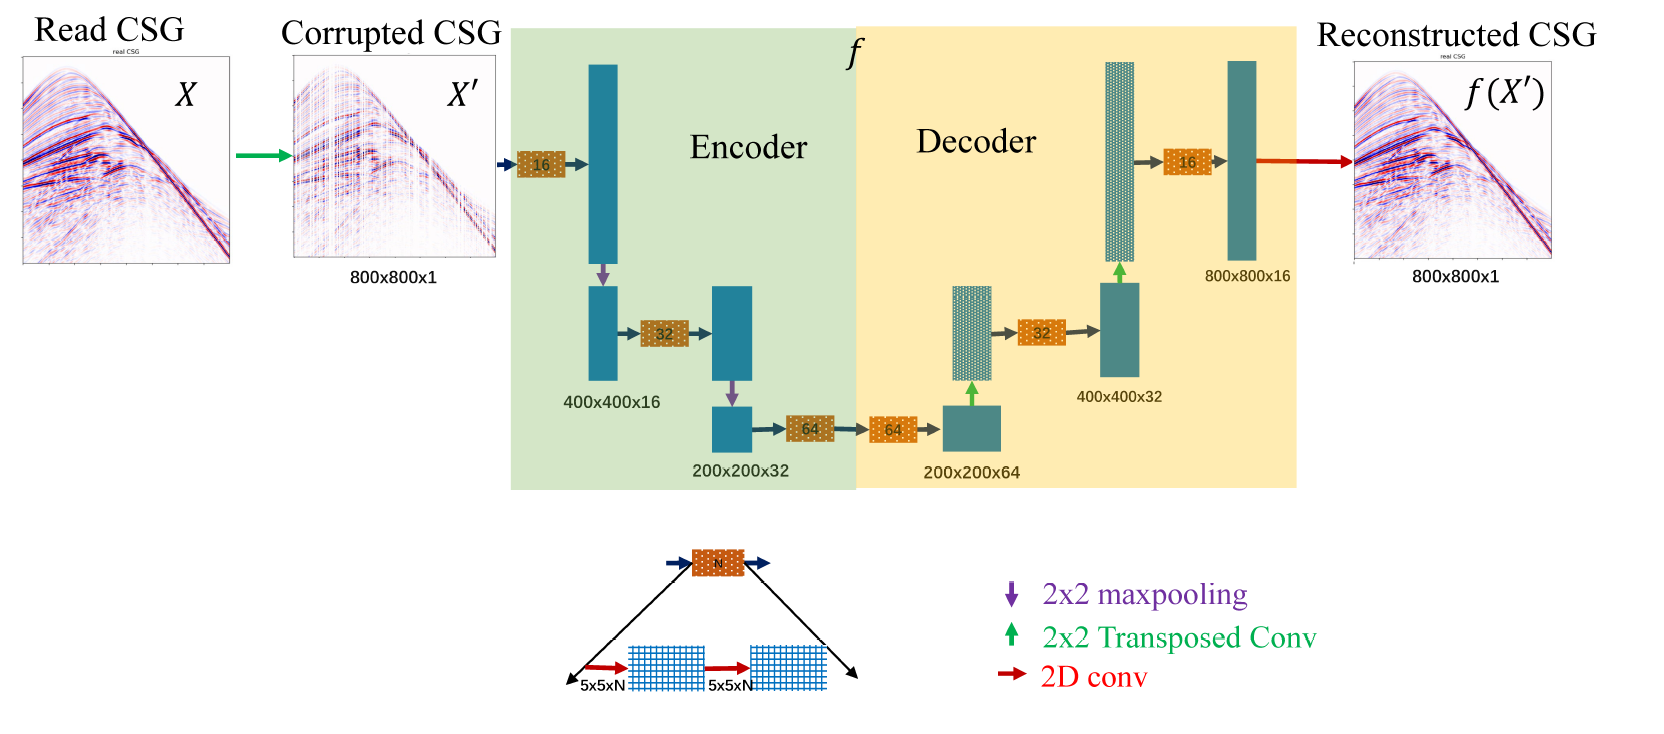 Read CSG
real CSG
X
Corrupted CSG
X′
800x800x1
f
Encoder
Decoder
16
32
400x400x16
64
200x200x32
64
200x200x64
32
400x400x32
16
800x800x16
Reconstructed CSG
real CSG
f(X′)
800x800x1
N
5x5xN
5x5xN
2x2 maxpooling
2x2 Transposed Conv
2D conv